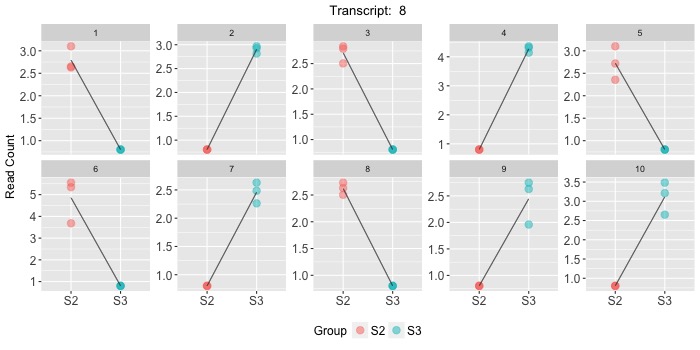 Transcript:  8
Read Count
1 2 3 4 5
3.0 3.0 2.5 4 3.0
2.5 2.5 2.0 3 2.5
2.0 2.0 1.5 2 2.0
1.5 1.5 1.0 1 1.5
1.0 1.0 1.0
6 7 8 9 10
5 2.5 2.5 2.5 3.5
4 2.0 2.0 2.0 3.0
3 1.5 1.5 1.5 2.5
2 1.0 1.0 1.0 2.0
1 1.5
1.0
S2 S3 S2 S3 S2 S3 S2 S3 S2 S3
Group S2 S3